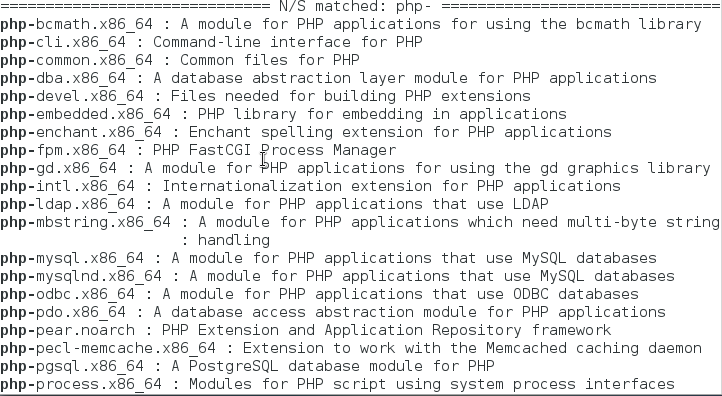 ============================= N/S matched: php- ==============================
php-bcmath.x86_64 : A module for PHP applications for using the bcmath library
php-cli.x86_64 : Command-line interface for PHP
php-common.x86_64 : Common files for PHP
php-dba.x86_64 : A database abstraction layer module for PHP applications
php-devel.x86_64 : Files needed for building PHP extensions
php-embedded.x86_64 : PHP library for embedding in applications
php-enchant.x86_64 : Enchant spelling extension for PHP applications
php-fpm.x86_64 : PHP FastCGI Process Manager
php-gd.x86_64 : A module for PHP applications for using the gd graphics library
php-intl.x86_64 : Internationalization extension for PHP applications
php-ldap.x86_64 : A module for PHP applications that use LDAP
php-mbstring.x86_64 : A module for PHP applications which need multi-byte string
                    : handling
php-mysql.x86_64 : A module for PHP applications that use MySQL databases
php-mysqlnd.x86_64 : A module for PHP applications that use MySQL databases
php-odbc.x86_64 : A module for PHP applications that use ODBC databases
php-pdo.x86_64 : A database access abstraction module for PHP applications
php-pear.noarch : PHP Extension and Application Repository framework
php-pecl-memcache.x86_64 : Extension to work with the Memcached caching daemon
php-pgsql.x86_64 : A PostgreSQL database module for PHP
php-process.x86_64 : Modules for PHP script using system process interfaces